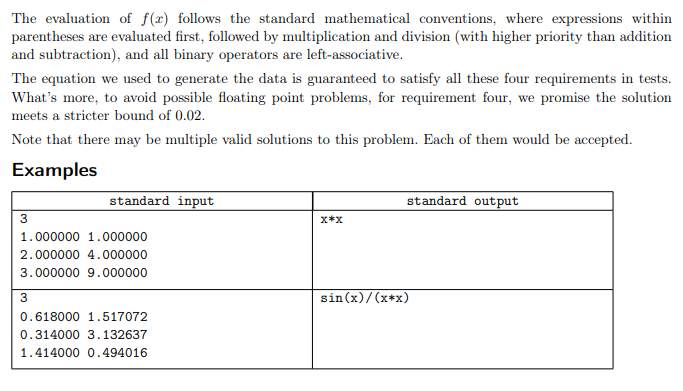 The evaluation of f(x) follows the standard mathematical conventions, where expressions within
parentheses are evaluated first, followed by multiplication and division (with higher priority than addition
and subtraction), and all binary operators are left-associative.
The equation we used to generate the data is guaranteed to satisfy all these four requirements in tests.
What's more, to avoid possible floating point problems, for requirement four, we promise the solution
meets a stricter bound of 0.02.
Note that there may be multiple valid solutions to this problem. Each of them would be accepted.
Examples
standard input standard output
3 x*x
1.000000 1.000000
2.000000 4.000000
3.000000 9.000000
3 sin(x)/(x*x)
0.618000 1.517072
0.314000 3.132637
1.414000 0.494016